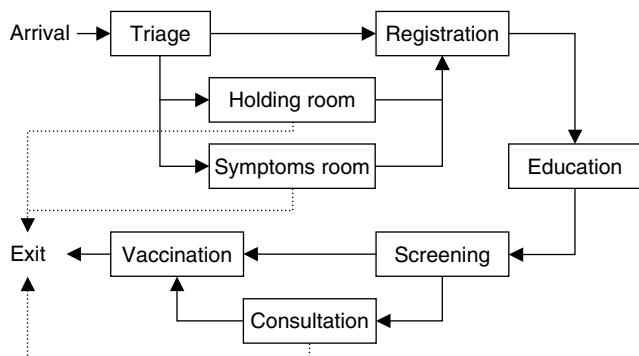 Arrival
Triage
Registration
Holding room
Symptoms room
Education
Exit
Vaccination
Screening
Consultation